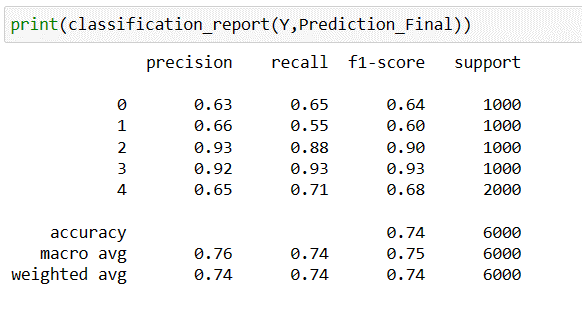 print(classification_report(Y,Prediction_Final))
precision recall f1-score support
0 0.63 0.65 0.64 1000
1 0.66 0.55 0.60 1000
2 0.93 0.88 0.90 1000
3 0.92 0.93 0.93 1000
4 0.65 0.71 0.68 2000
accuracy 0.74 6000
macro avg 0.76 0.74 0.75 6000
weighted avg 0.74 0.74 0.74 6000